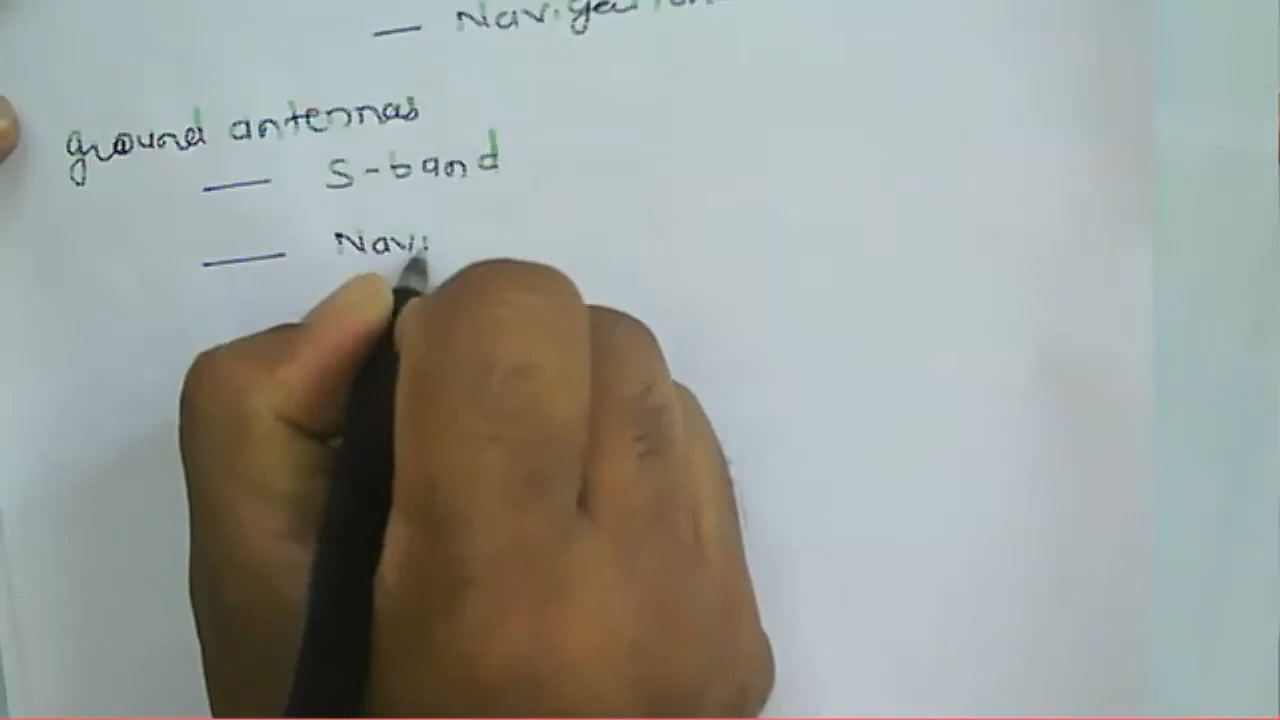 — Navigation
ground antennas
— S-band
— Navi